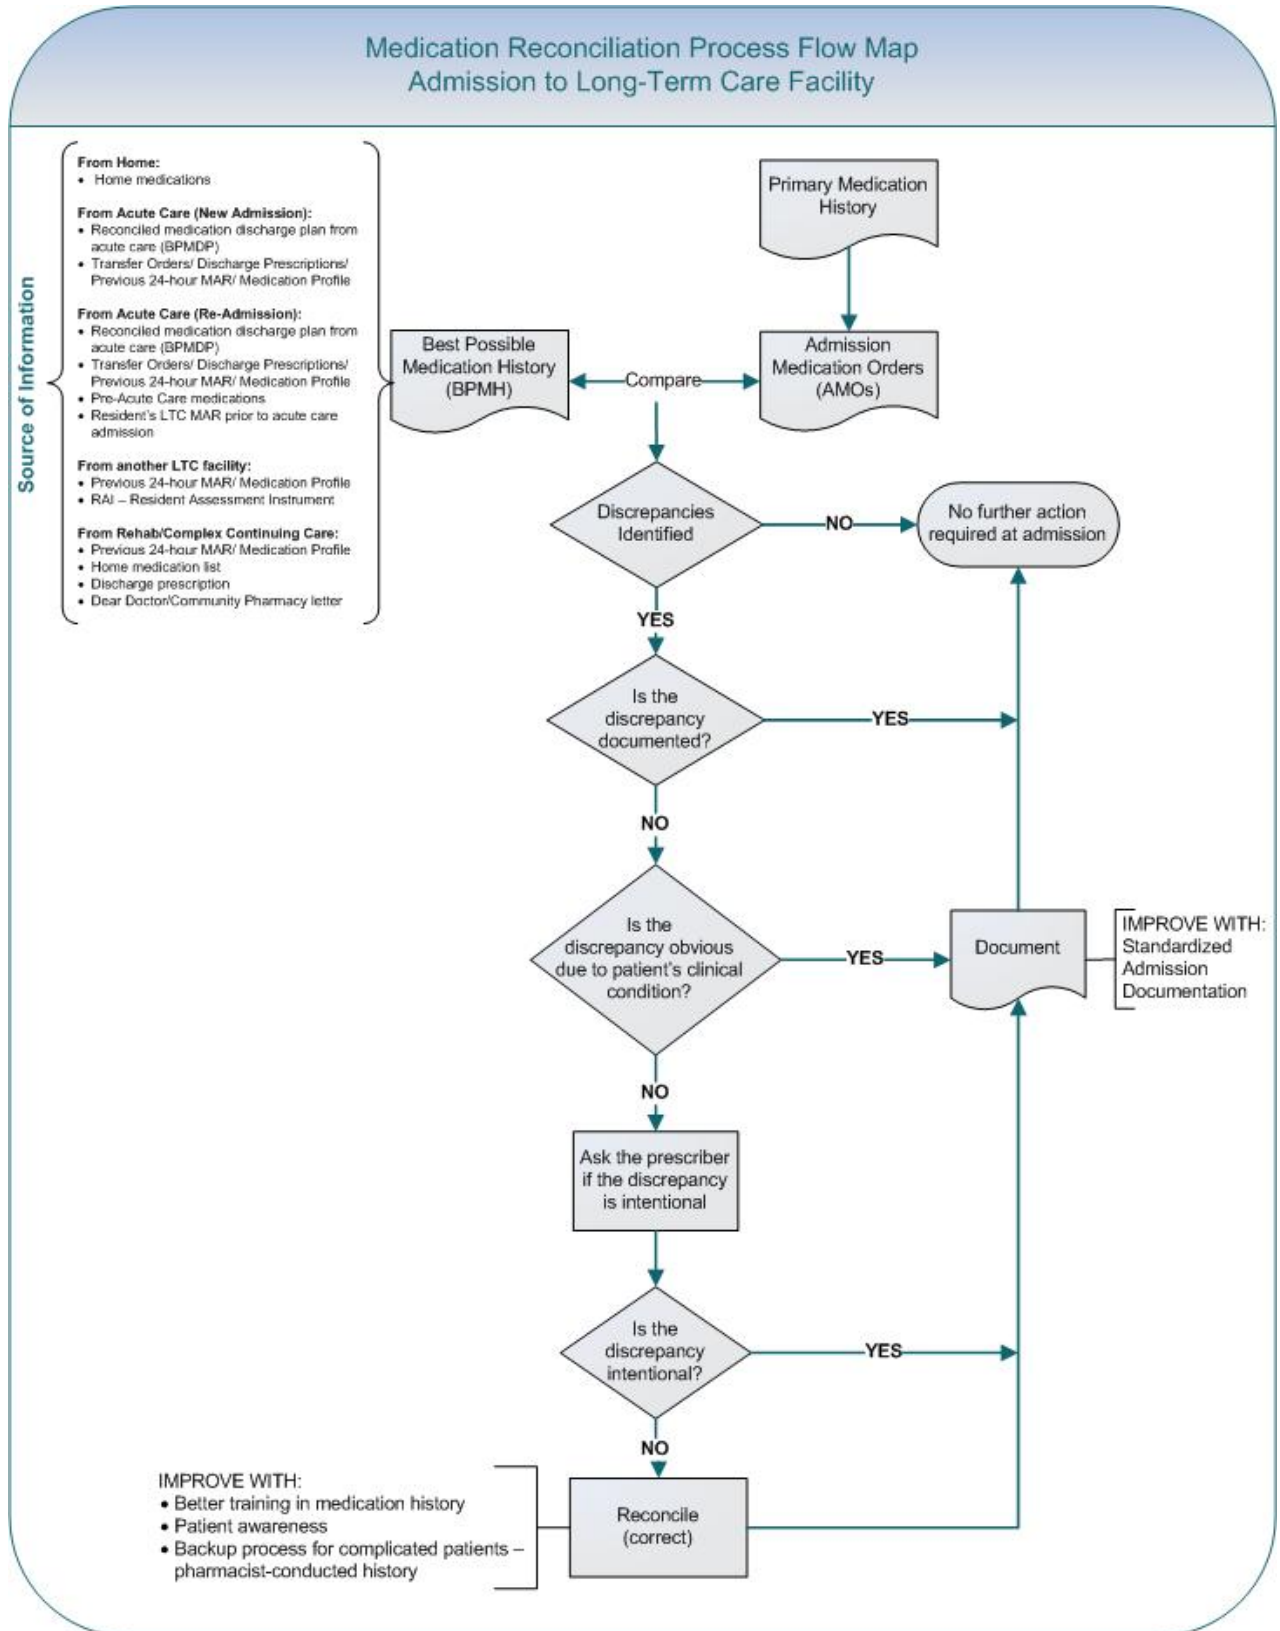 Medication Reconciliation Process Flow Map
Admission to Long-Term Care Facility
Source of Information
From Home:
• Home medications
From Acute Care (New Admission):
• Reconciled medication discharge plan from
acute care (BPMDP)
• Transfer Orders/ Discharge Prescriptions/
Previous 24-hour MAR/ Medication Profile
From Acute Care (Re-Admission):
• Reconciled medication discharge plan from
acute care (BPMDP)
• Transfer Orders/ Discharge Prescriptions/
Previous 24-hour MAR/ Medication Profile
• Pre-Acute Care medications
• Resident's LTC MAR prior to acute care
admission
From another LTC facility:
• Previous 24-hour MAR/ Medication Profile
• RAI – Resident Assessment Instrument
From Rehab/Complex Continuing Care:
• Previous 24-hour MAR/ Medication Profile
• Home medication list
• Discharge prescription
• Dear Doctor/Community Pharmacy letter
Primary Medication
History
Best Possible
Medication History
(BPMH)
Compare
Admission
Medication Orders
(AMOs)
Discrepancies
Identified
NO
No further action
required at admission
YES
Is the
discrepancy
documented?
YES
NO
Is the
discrepancy obvious
due to patient's clinical
condition?
YES
Document
IMPROVE WITH:
Standardized
Admission
Documentation
NO
Ask the prescriber
if the discrepancy
is intentional
Is the
discrepancy
intentional?
YES
NO
Reconcile
(correct)
IMPROVE WITH:
• Better training in medication history
• Patient awareness
• Backup process for complicated patients –
pharmacist-conducted history